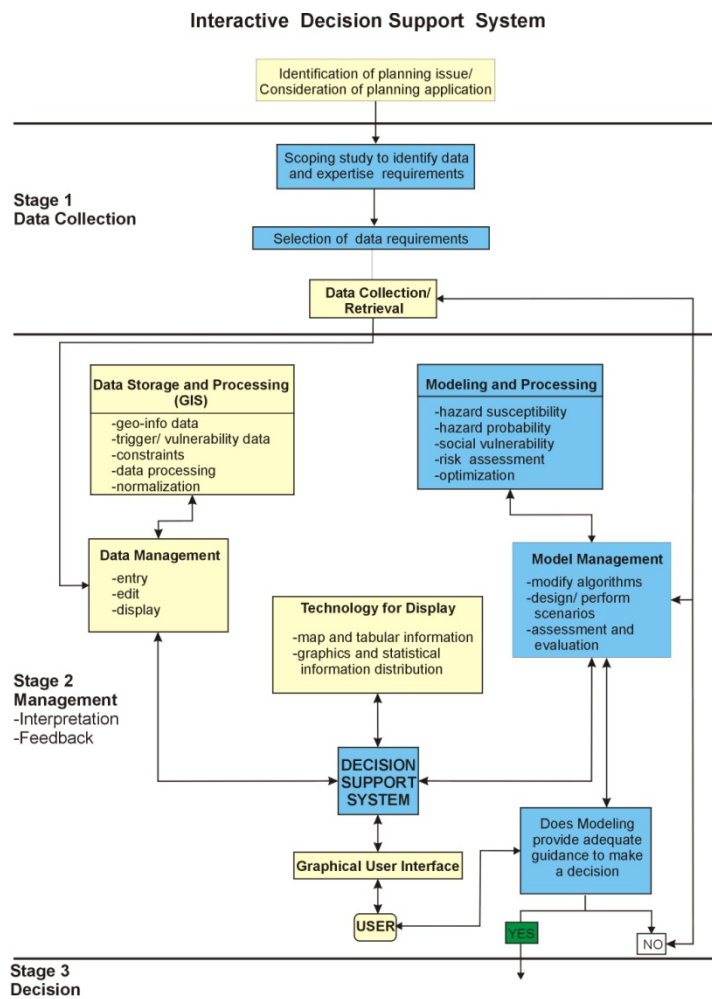 Interactive Decision Support System
Identification of planning issue/
Consideration of planning application
Stage 1
Data Collection
Scoping study to identify data
and expertise requirements
Selection of data requirements
Data Collection/
Retrieval
Data Storage and Processing
(GIS)
-geo-info data
-trigger/ vulnerability data
-constraints
-data processing
-normalization
Modeling and Processing
-hazard susceptibility
-hazard probability
-social vulnerability
-risk assessment
-optimization
Data Management
-entry
-edit
-display
Model Management
-modify algorithms
-design/ perform
scenarios
-assessment and
evaluation
Technology for Display
-map and tabular information
-graphics and statistical
information distribution
Stage 2
Management
-Interpretation
-Feedback
DECISION
SUPPORT
SYSTEM
Does Modeling
provide adequate
guidance to make
a decision
Graphical User Interface
USER
YES
NO
Stage 3
Decision